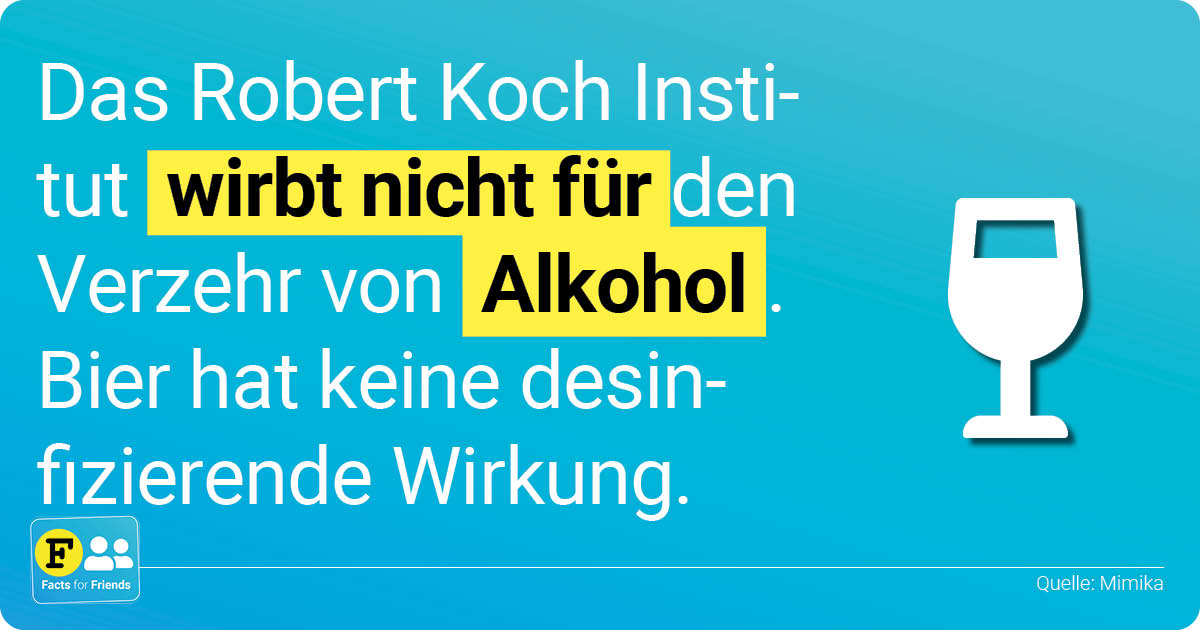 Das Robert Koch Insti-
tut wirbt nicht für den
Verzehr von Alkohol.
Bier hat keine desin-
fizierende Wirkung.
F
Facts for Friends
Quelle: Mimika